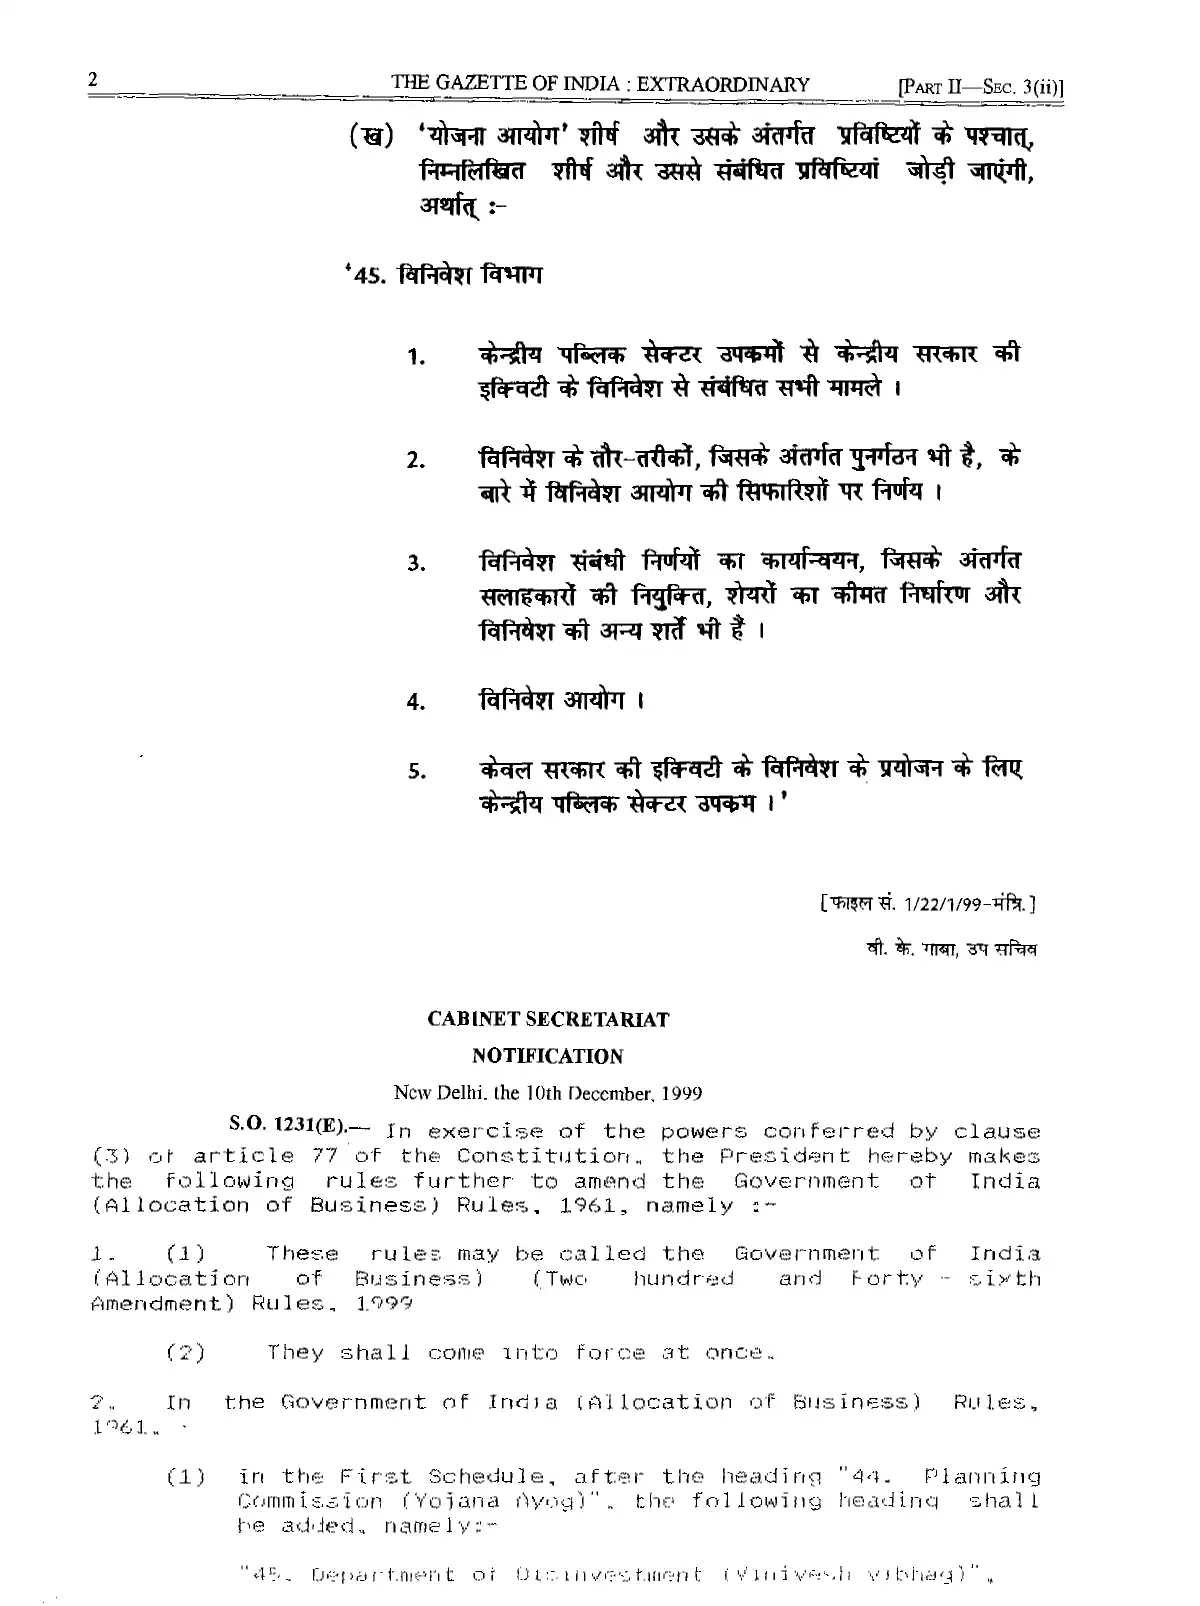 2 THE GAZETTE OF INDIA : EXTRAORDINARY [PART II—SEC. 3(ii)]
(ख) ‘योजना आयोग’ शीर्ष और उसके अंतर्गत प्रविष्टियों के पश्चात्,
निम्नलिखित शीर्ष और उससे संबंधित प्रविष्टियां जोड़ी जाएंगी,
अर्थात् :-
‘45. विनिवेश विभाग
1. केन्द्रीय पब्लिक सेक्टर उपक्रमों से केन्द्रीय सरकार की
इक्विटी के विनिवेश से संबंधित सभी मामले ।
2. विनिवेश के तौर-तरीकों, जिसके अंतर्गत पुनर्गठन भी है, के
बारे में विनिवेश आयोग की सिफारिशों पर निर्णय ।
3. विनिवेश संबंधी निर्णयों का कार्यान्वयन, जिसके अंतर्गत
सलाहकारों की नियुक्ति, शेयरों का कीमत निर्धारण और
विनिवेश की अन्य शर्तें भी हैं ।
4. विनिवेश आयोग ।
5. केवल सरकार की इक्विटी के विनिवेश के प्रयोजन के लिए
केन्द्रीय पब्लिक सेक्टर उपक्रम ।’
[फाइल सं. 1/22/1/99-मंत्रि.]
वी. के. गाबा, उप सचिव
CABINET SECRETARIAT
NOTIFICATION
New Delhi, the 10th December, 1999
S.O. 1231(E).— In exercise of the powers conferred by clause
(3) of article 77 of the Constitution, the President hereby makes
the following rules further to amend the Government of India
(Allocation of Business) Rules, 1961, namely :-
1. (1) These rules may be called the Government of India
(Allocation of Business) (Two hundred and Forty - sixth
Amendment) Rules, 1999
(2) They shall come into force at once.
2. In the Government of India (Allocation of Business) Rules,
1961,
(1) in the First Schedule, after the heading "44. Planning
Commission (Yojana Ayog)", the following heading shall
be added, namely:-
"45. Department of Disinvestment (Vinivesh Vibhag)",